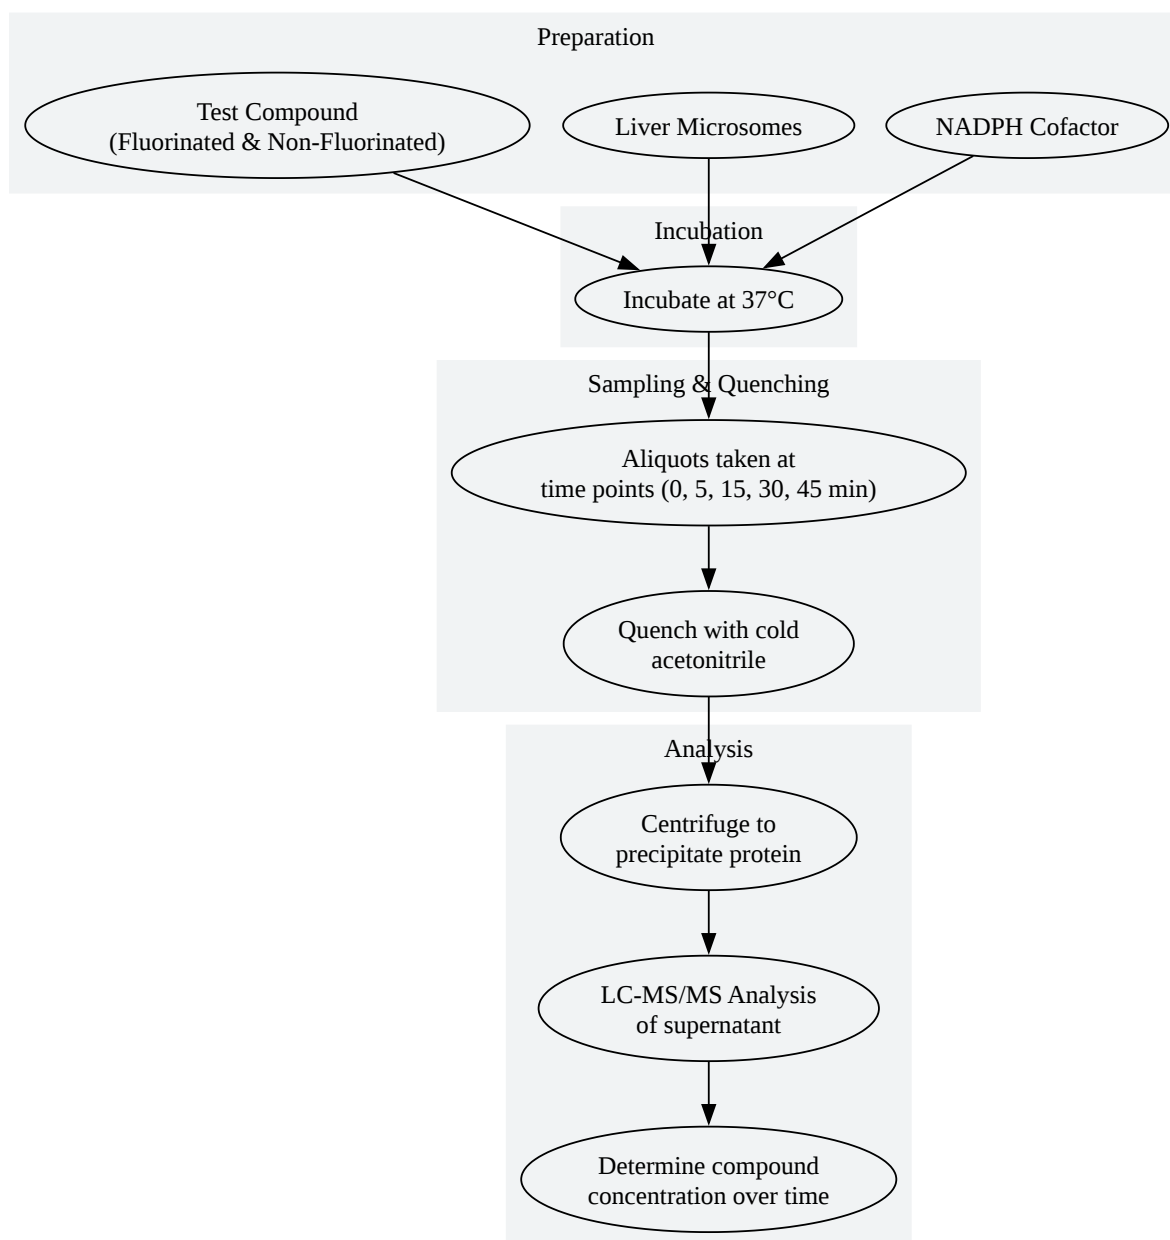 Preparation
Test Compound
(Fluorinated & Non-Fluorinated)
Liver Microsomes
NADPH Cofactor
Incubation
Incubate at 37°C
Sampling & Quenching
Aliquots taken at
time points (0, 5, 15, 30, 45 min)
Quench with cold
acetonitrile
Analysis
Centrifuge to
precipitate protein
LC-MS/MS Analysis
of supernatant
Determine compound
concentration over time